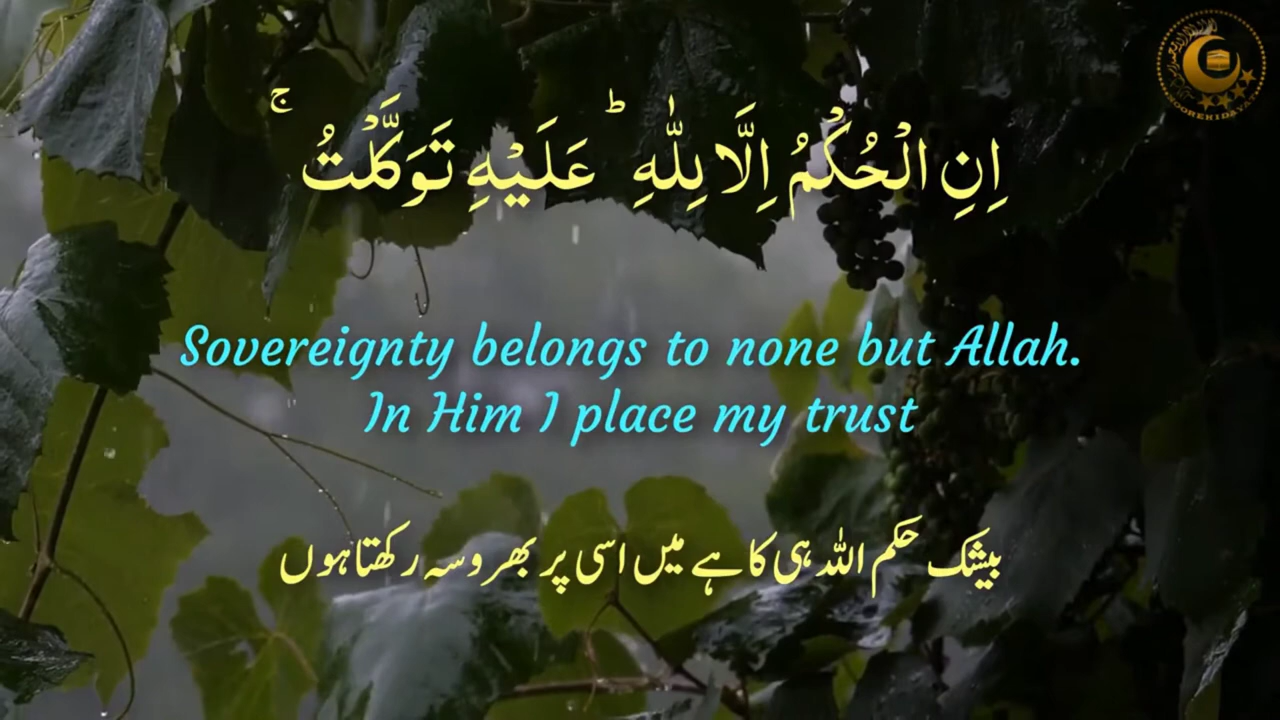 اِنِ الۡحُكۡمُ اِلَّا لِلّٰهِ ؕ عَلَيۡهِ تَوَكَّلۡتُ ۚ
Sovereignty belongs to none but Allah.
In Him I place my trust
بیشک حکم اللہ ہی کا ہے میں اسی پر بھروسہ رکھتا ہوں
NOOREHIDAYAT